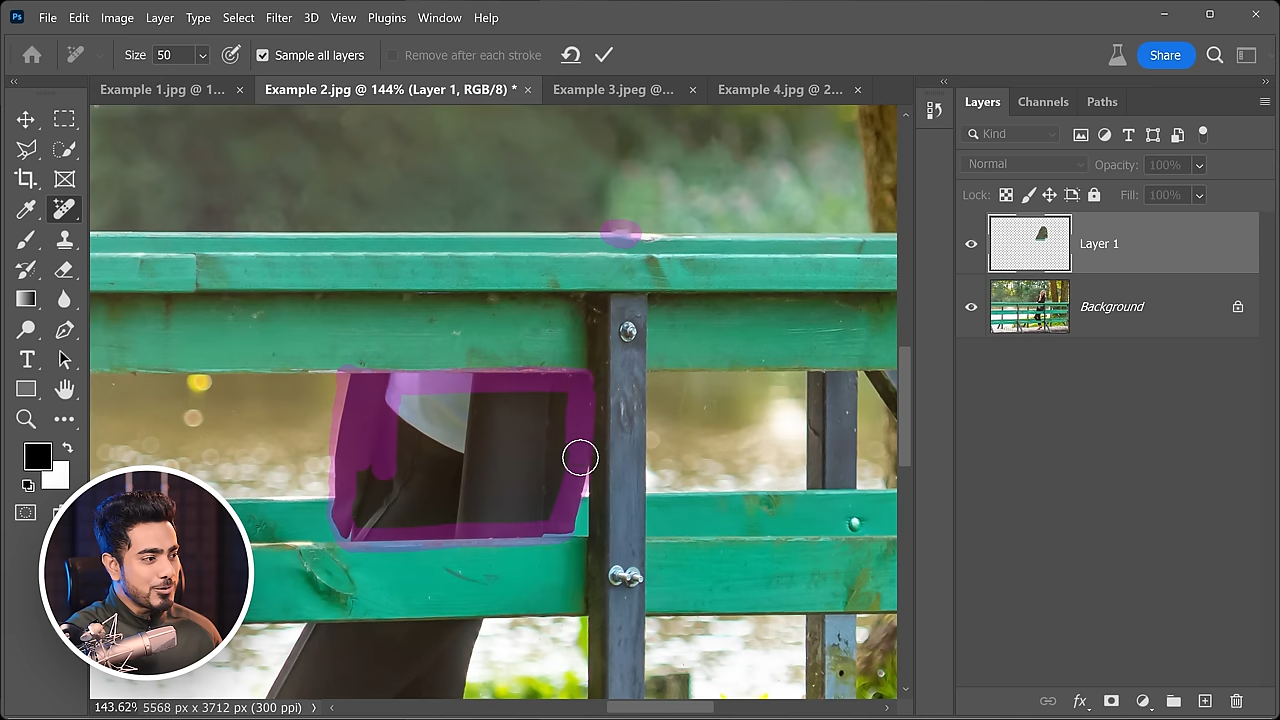 Ps File Edit Image Layer Type Select Filter 3D View Plugins Window Help
Size 50 Sample all layers Remove after each stroke Share
Example 1.jpg @ 1... × Example 2.jpg @ 144% (Layer 1, RGB/8) * × Example 3.jpeg @... × Example 4.jpg @ 2... ×
Layers Channels Paths
Kind
Normal Opacity: 100%
Lock: Fill: 100%
Layer 1
Background
143.62% 5568 px x 3712 px (300 ppi)
fx